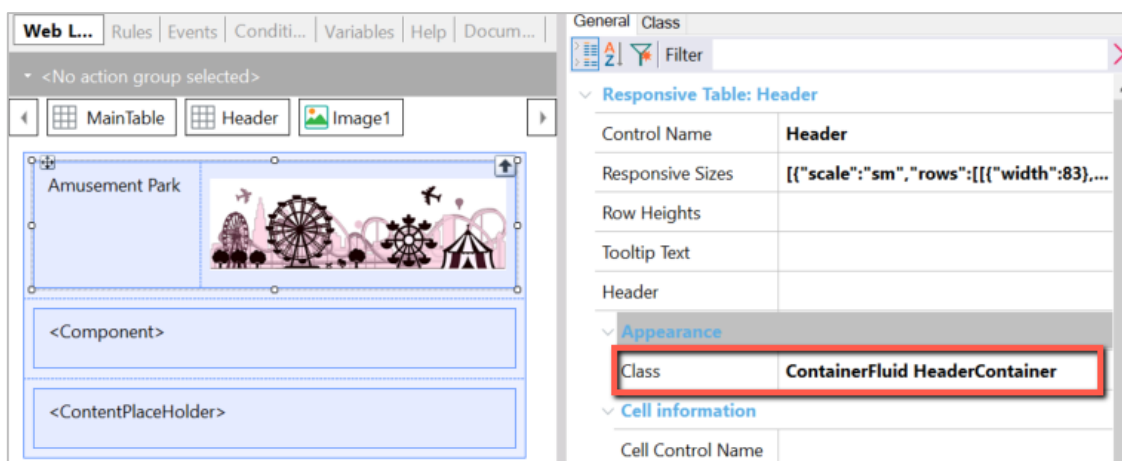 Web L... Rules Events Conditi... Variables Help Docum...
<No action group selected>
MainTable Header Image1
Amusement Park
<Component>
<ContentPlaceHolder>
General Class
Filter
Responsive Table: Header
Control Name Header
Responsive Sizes [{"scale":"sm","rows":[[{"width":83},...
Row Heights
Tooltip Text
Header
Appearance
Class ContainerFluid HeaderContainer
Cell information
Cell Control Name